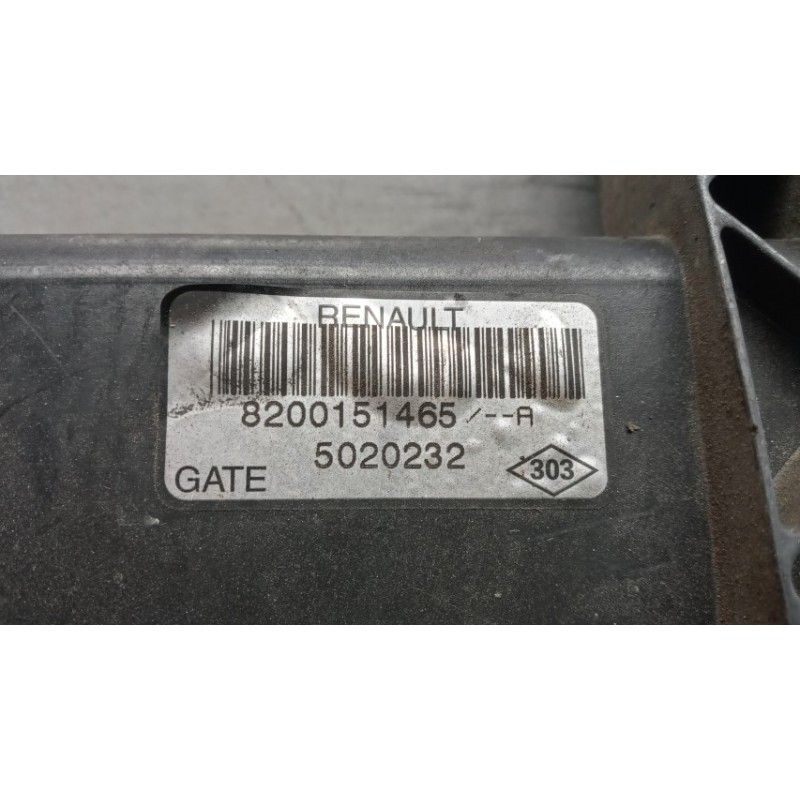 RENAULT
8200151465/--A
5020232
GATE
303